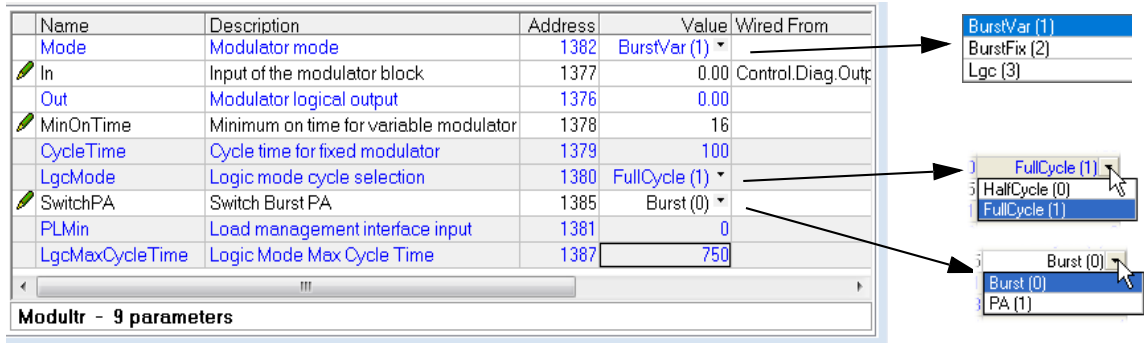 Name Description Address Value Wired From
Mode Modulator mode 1382 BurstVar (1)
In Input of the modulator block 1377 0.00 Control.Diag.Outp
Out Modulator logical output 1376 0.00
MinOnTime Minimum on time for variable modulator 1378 16
CycleTime Cycle time for fixed modulator 1379 100
LgcMode Logic mode cycle selection 1380 FullCycle (1)
SwitchPA Switch Burst PA 1385 Burst (0)
PLMin Load management interface input 1381 0
LgcMaxCycleTime Logic Mode Max Cycle Time 1387 750
Modultr - 9 parameters
BurstVar (1)
BurstFix (2)
Lgc (3)
FullCycle (1)
HalfCycle (0)
FullCycle (1)
Burst (0)
Burst (0)
PA (1)